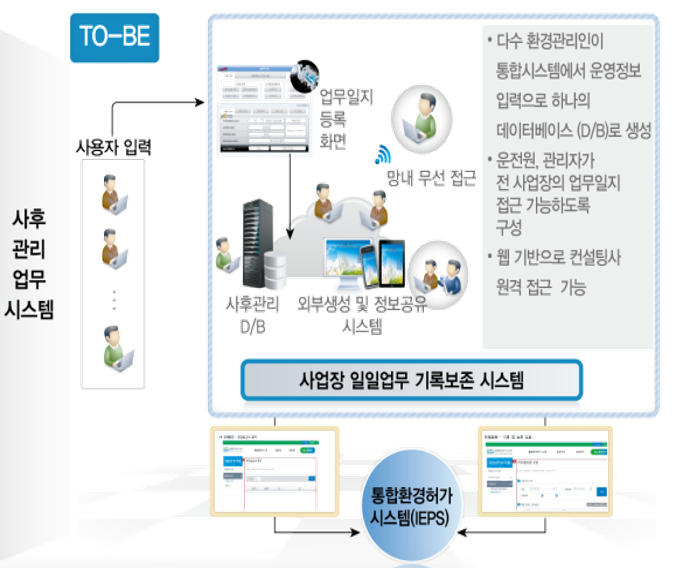 TO-BE
사후
관리
업무
시스템
사용자 입력
업무일지
등록
화면
망내 무선 접근
사후관리
D/B
외부생성 및 정보공유
시스템
• 다수 환경관리인이
통합시스템에서 운영정보
입력으로 하나의
데이터베이스 (D/B)로 생성
• 운전원, 관리자가
전 사업장의 업무일지
접근 가능하도록
구성
• 웹 기반으로 컨설팅사
원격 접근 가능
사업장 일일업무 기록보존 시스템
통합환경허가
시스템(IEPS)